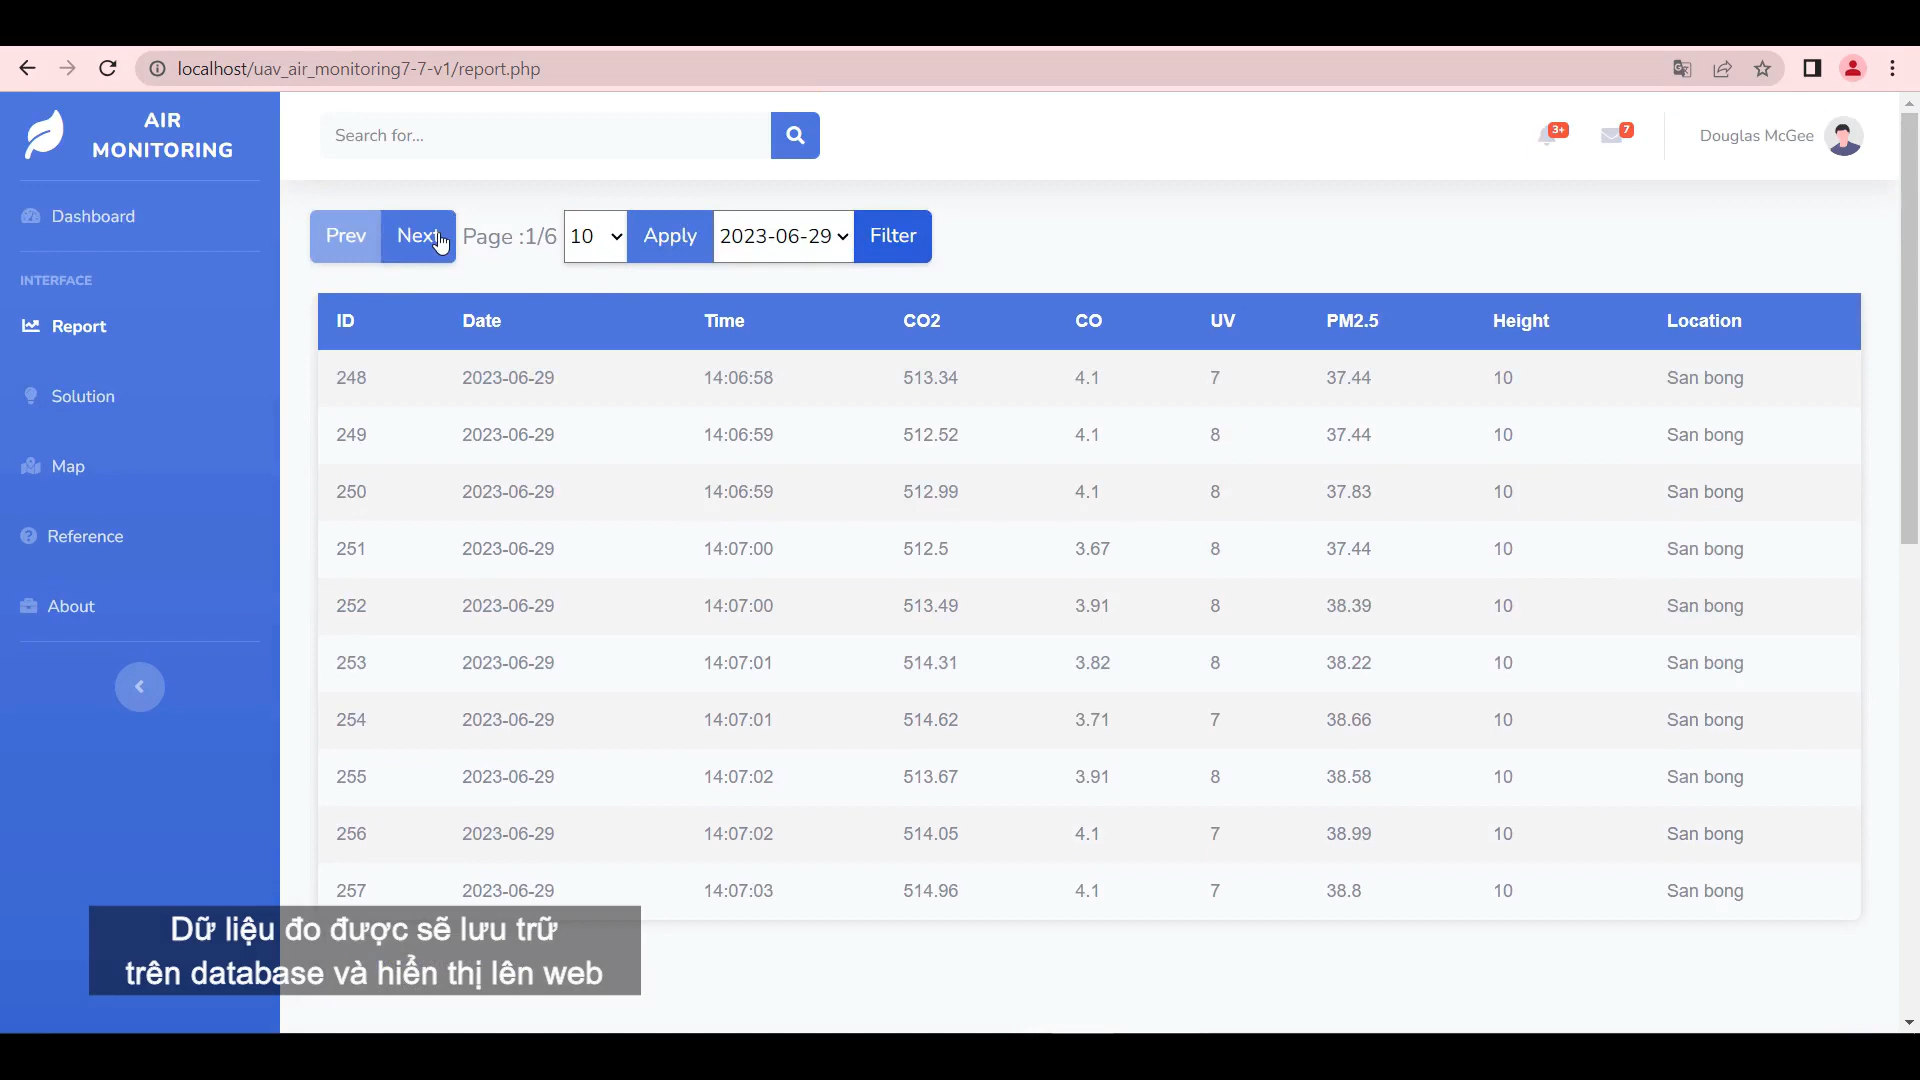 localhost/uav_air_monitoring7-7-v1/report.php
AIR
MONITORING
Search for...
3+
7
Douglas McGee
Dashboard
INTERFACE
Report
Solution
Map
Reference
About
Prev Next Page :1/6 10 Apply 2023-06-29 Filter
ID Date Time CO2 CO UV PM2.5 Height Location
248 2023-06-29 14:06:58 513.34 4.1 7 37.44 10 San bong
249 2023-06-29 14:06:59 512.52 4.1 8 37.44 10 San bong
250 2023-06-29 14:06:59 512.99 4.1 8 37.83 10 San bong
251 2023-06-29 14:07:00 512.5 3.67 8 37.44 10 San bong
252 2023-06-29 14:07:00 513.49 3.91 8 38.39 10 San bong
253 2023-06-29 14:07:01 514.31 3.82 8 38.22 10 San bong
254 2023-06-29 14:07:01 514.62 3.71 7 38.66 10 San bong
255 2023-06-29 14:07:02 513.67 3.91 8 38.58 10 San bong
256 2023-06-29 14:07:02 514.05 4.1 7 38.99 10 San bong
257 2023-06-29 14:07:03 514.96 4.1 7 38.8 10 San bong
Dữ liệu đo được sẽ lưu trữ
trên database và hiển thị lên web